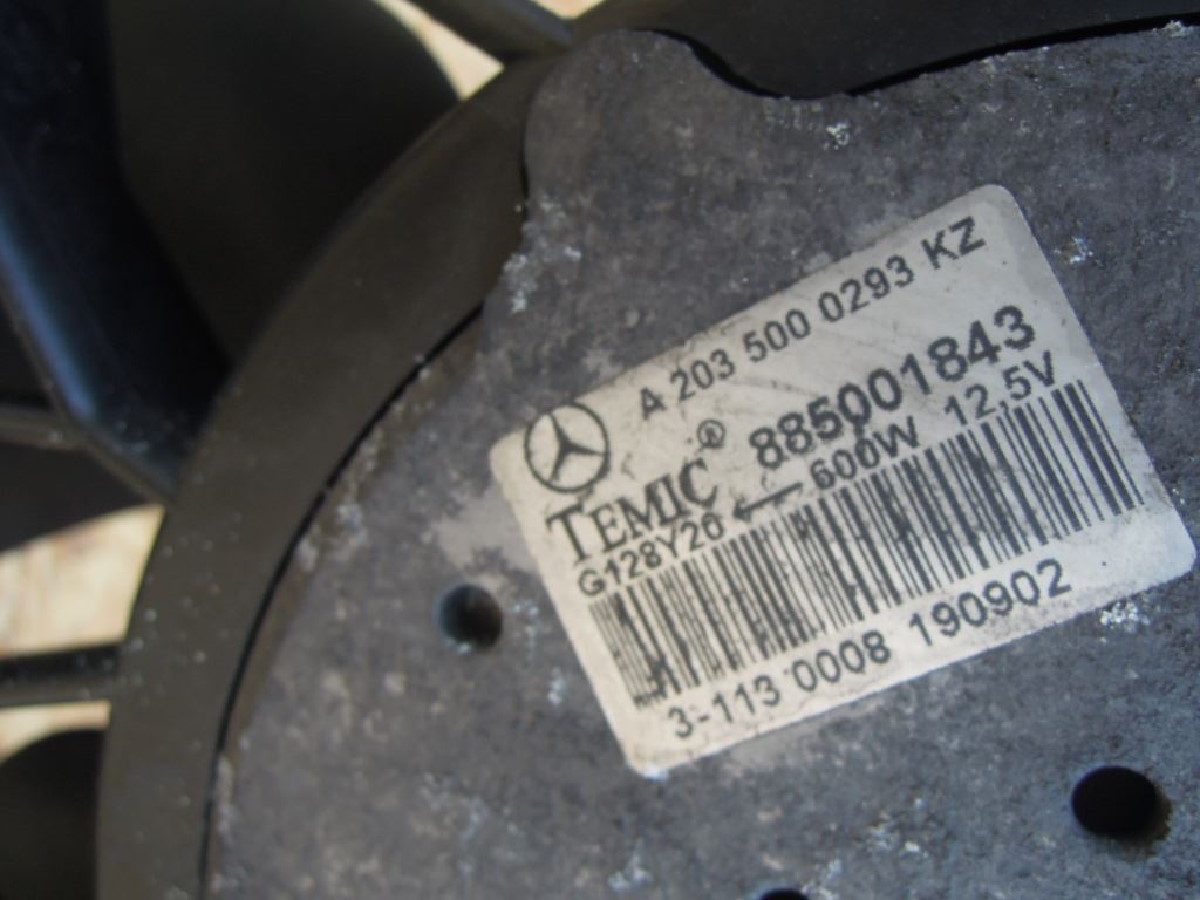 A 203 500 0293 KZ
TEMIC® 885001843
G128Y20 ← 600W 12,5V
3-113 0008 190902